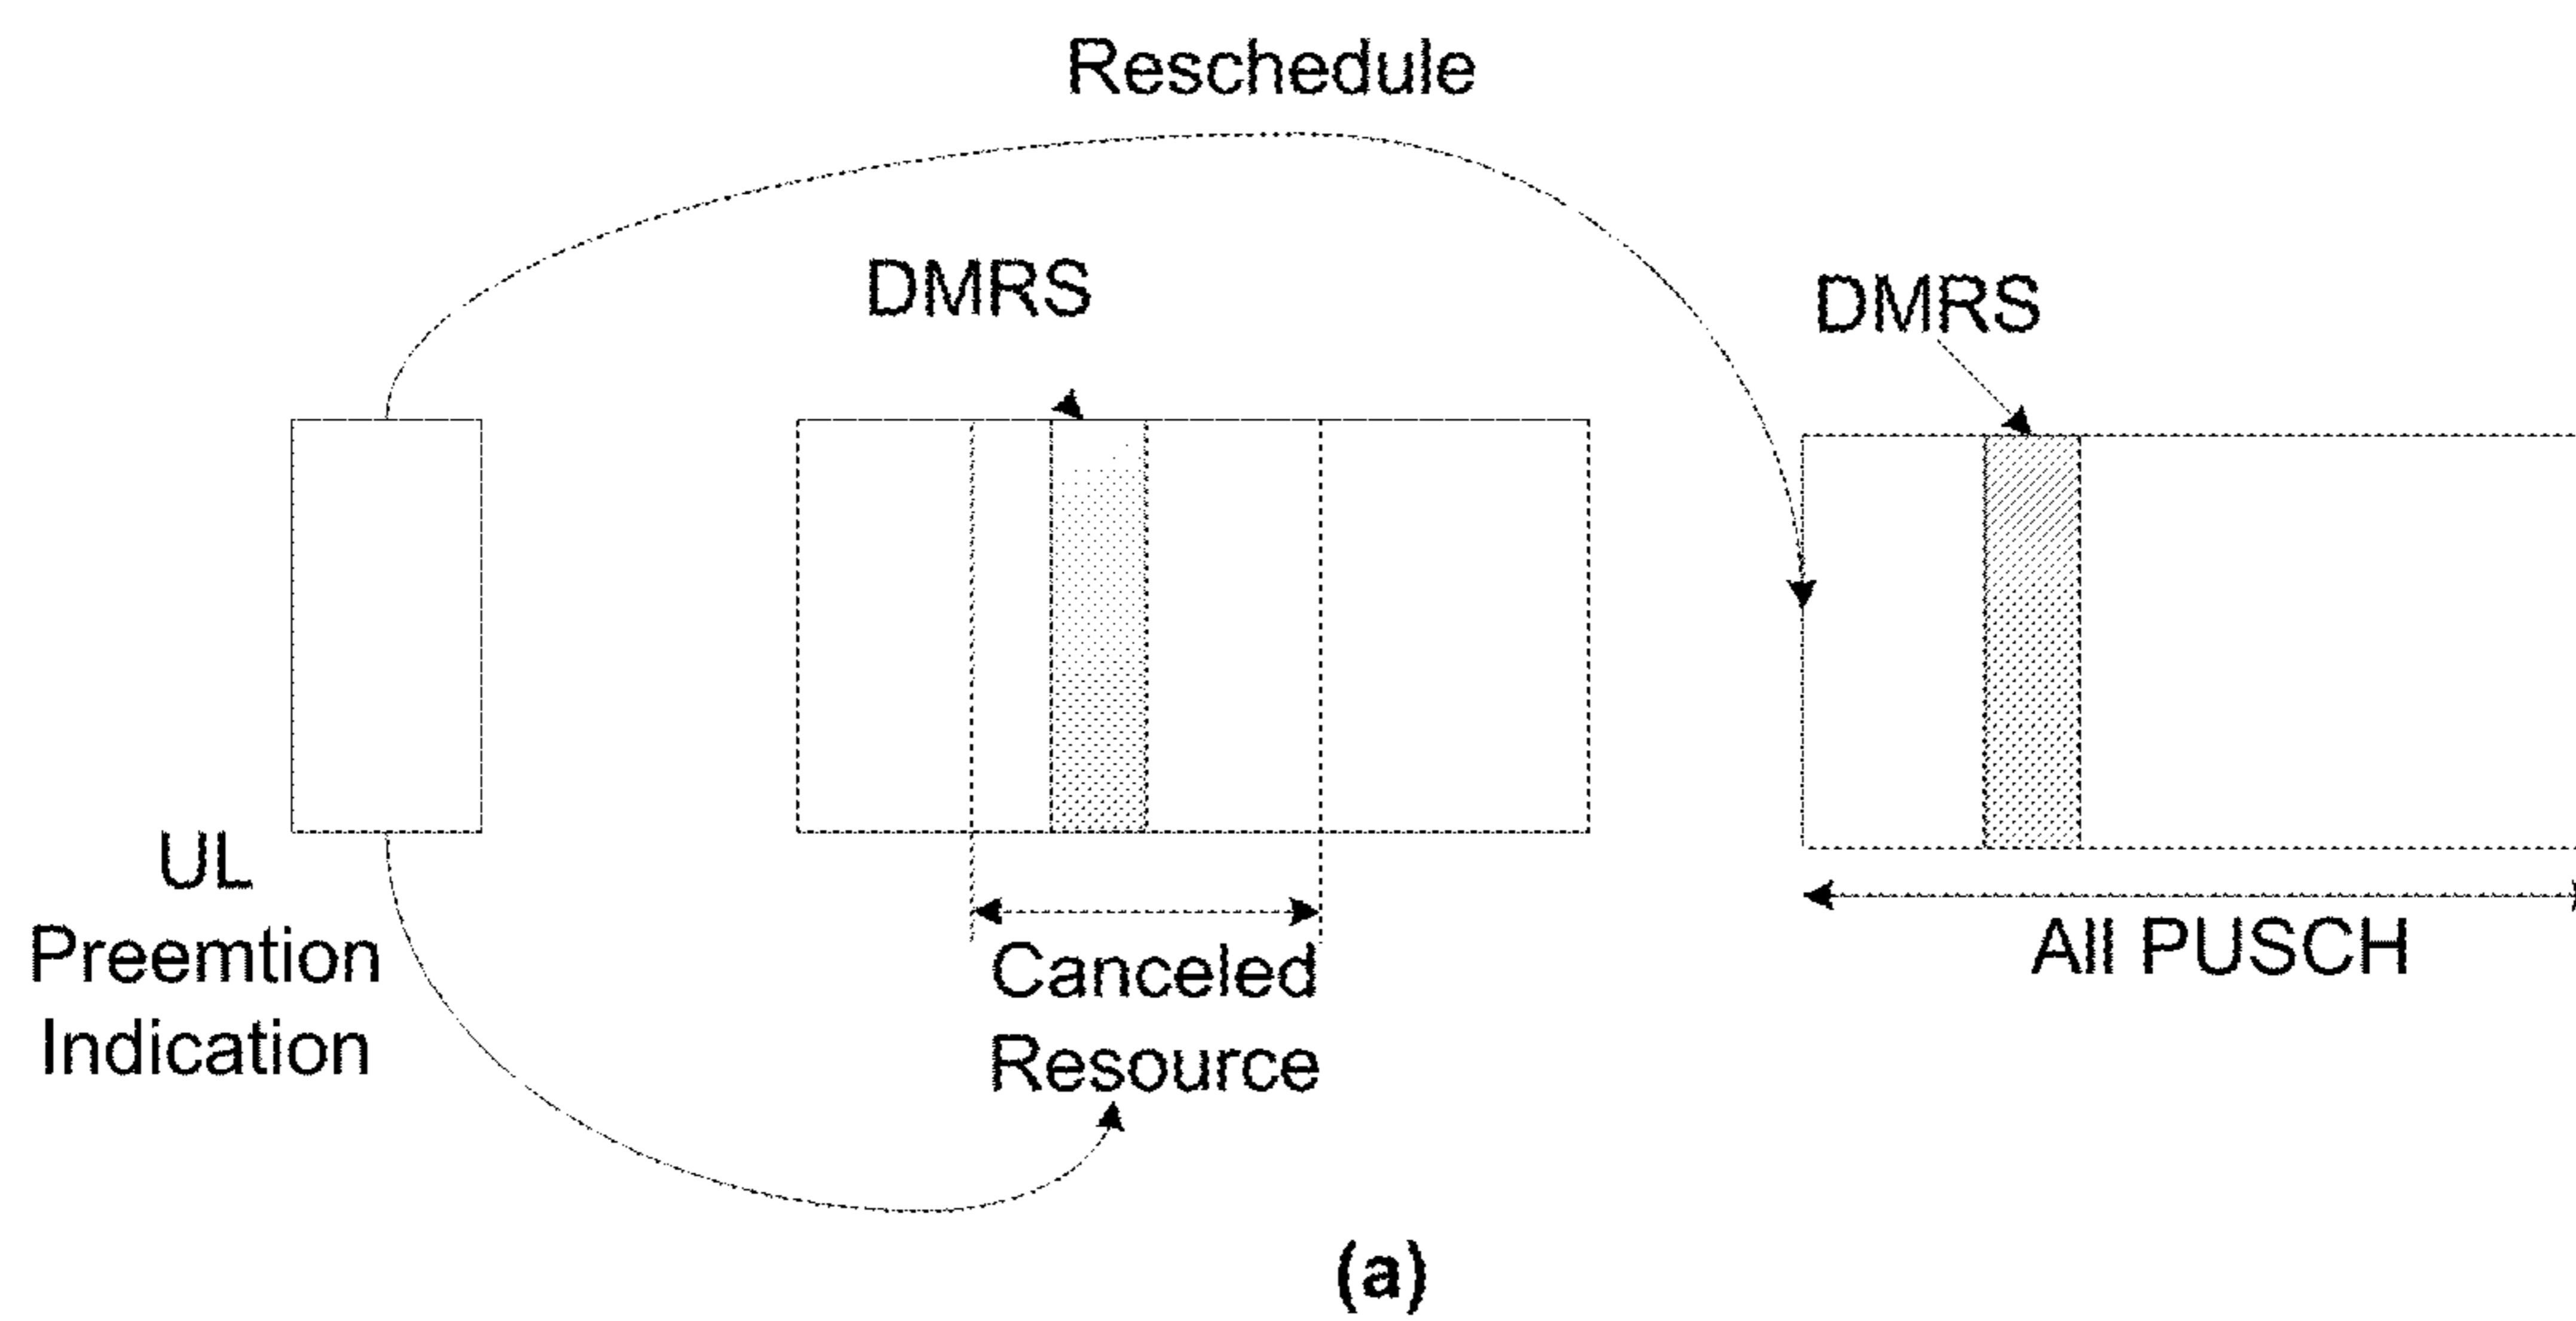 Reschedule
DMRS
DMRS
UL
Preemtion
Indication
Canceled
Resource
All PUSCH
(a)